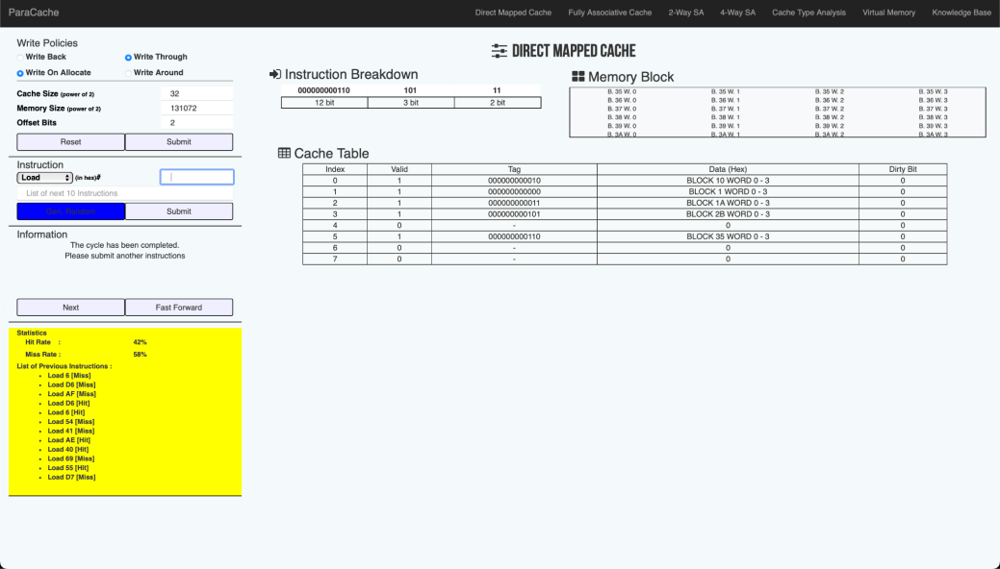 ParaCache
Direct Mapped Cache Fully Associative Cache 2-Way SA 4-Way SA Cache Type Analysis Virtual Memory Knowledge Base
Write Policies
Write Back Write Through
Write On Allocate Write Around
Cache Size (power of 2) 32
Memory Size (power of 2) 131072
Offset Bits 2
Reset Submit
Instruction
Load (in hex)#
List of next 10 Instructions
Gen. Random Submit
Information
The cycle has been completed.
Please submit another instructions
Next Fast Forward
Statistics
Hit Rate : 42%
Miss Rate : 58%
List of Previous Instructions :
• Load 6 [Miss]
• Load D6 [Miss]
• Load AF [Miss]
• Load D6 [Hit]
• Load 6 [Hit]
• Load 54 [Miss]
• Load 41 [Miss]
• Load AE [Hit]
• Load 40 [Hit]
• Load 69 [Miss]
• Load 55 [Hit]
• Load D7 [Miss]
DIRECT MAPPED CACHE
Instruction Breakdown
000000000110 101 11
12 bit 3 bit 2 bit
Memory Block
B. 35 W. 0 B. 35 W. 1 B. 35 W. 2 B. 35 W. 3
B. 36 W. 0 B. 36 W. 1 B. 36 W. 2 B. 36 W. 3
B. 37 W. 0 B. 37 W. 1 B. 37 W. 2 B. 37 W. 3
B. 38 W. 0 B. 38 W. 1 B. 38 W. 2 B. 38 W. 3
B. 39 W. 0 B. 39 W. 1 B. 39 W. 2 B. 39 W. 3
B. 3A W. 0 B. 3A W. 1 B. 3A W. 2 B. 3A W. 3
Cache Table
Index Valid Tag Data (Hex) Dirty Bit
0 1 000000000010 BLOCK 10 WORD 0 - 3 0
1 1 000000000000 BLOCK 1 WORD 0 - 3 0
2 1 000000000011 BLOCK 1A WORD 0 - 3 0
3 1 000000000101 BLOCK 2B WORD 0 - 3 0
4 0 - 0 0
5 1 000000000110 BLOCK 35 WORD 0 - 3 0
6 0 - 0 0
7 0 - 0 0